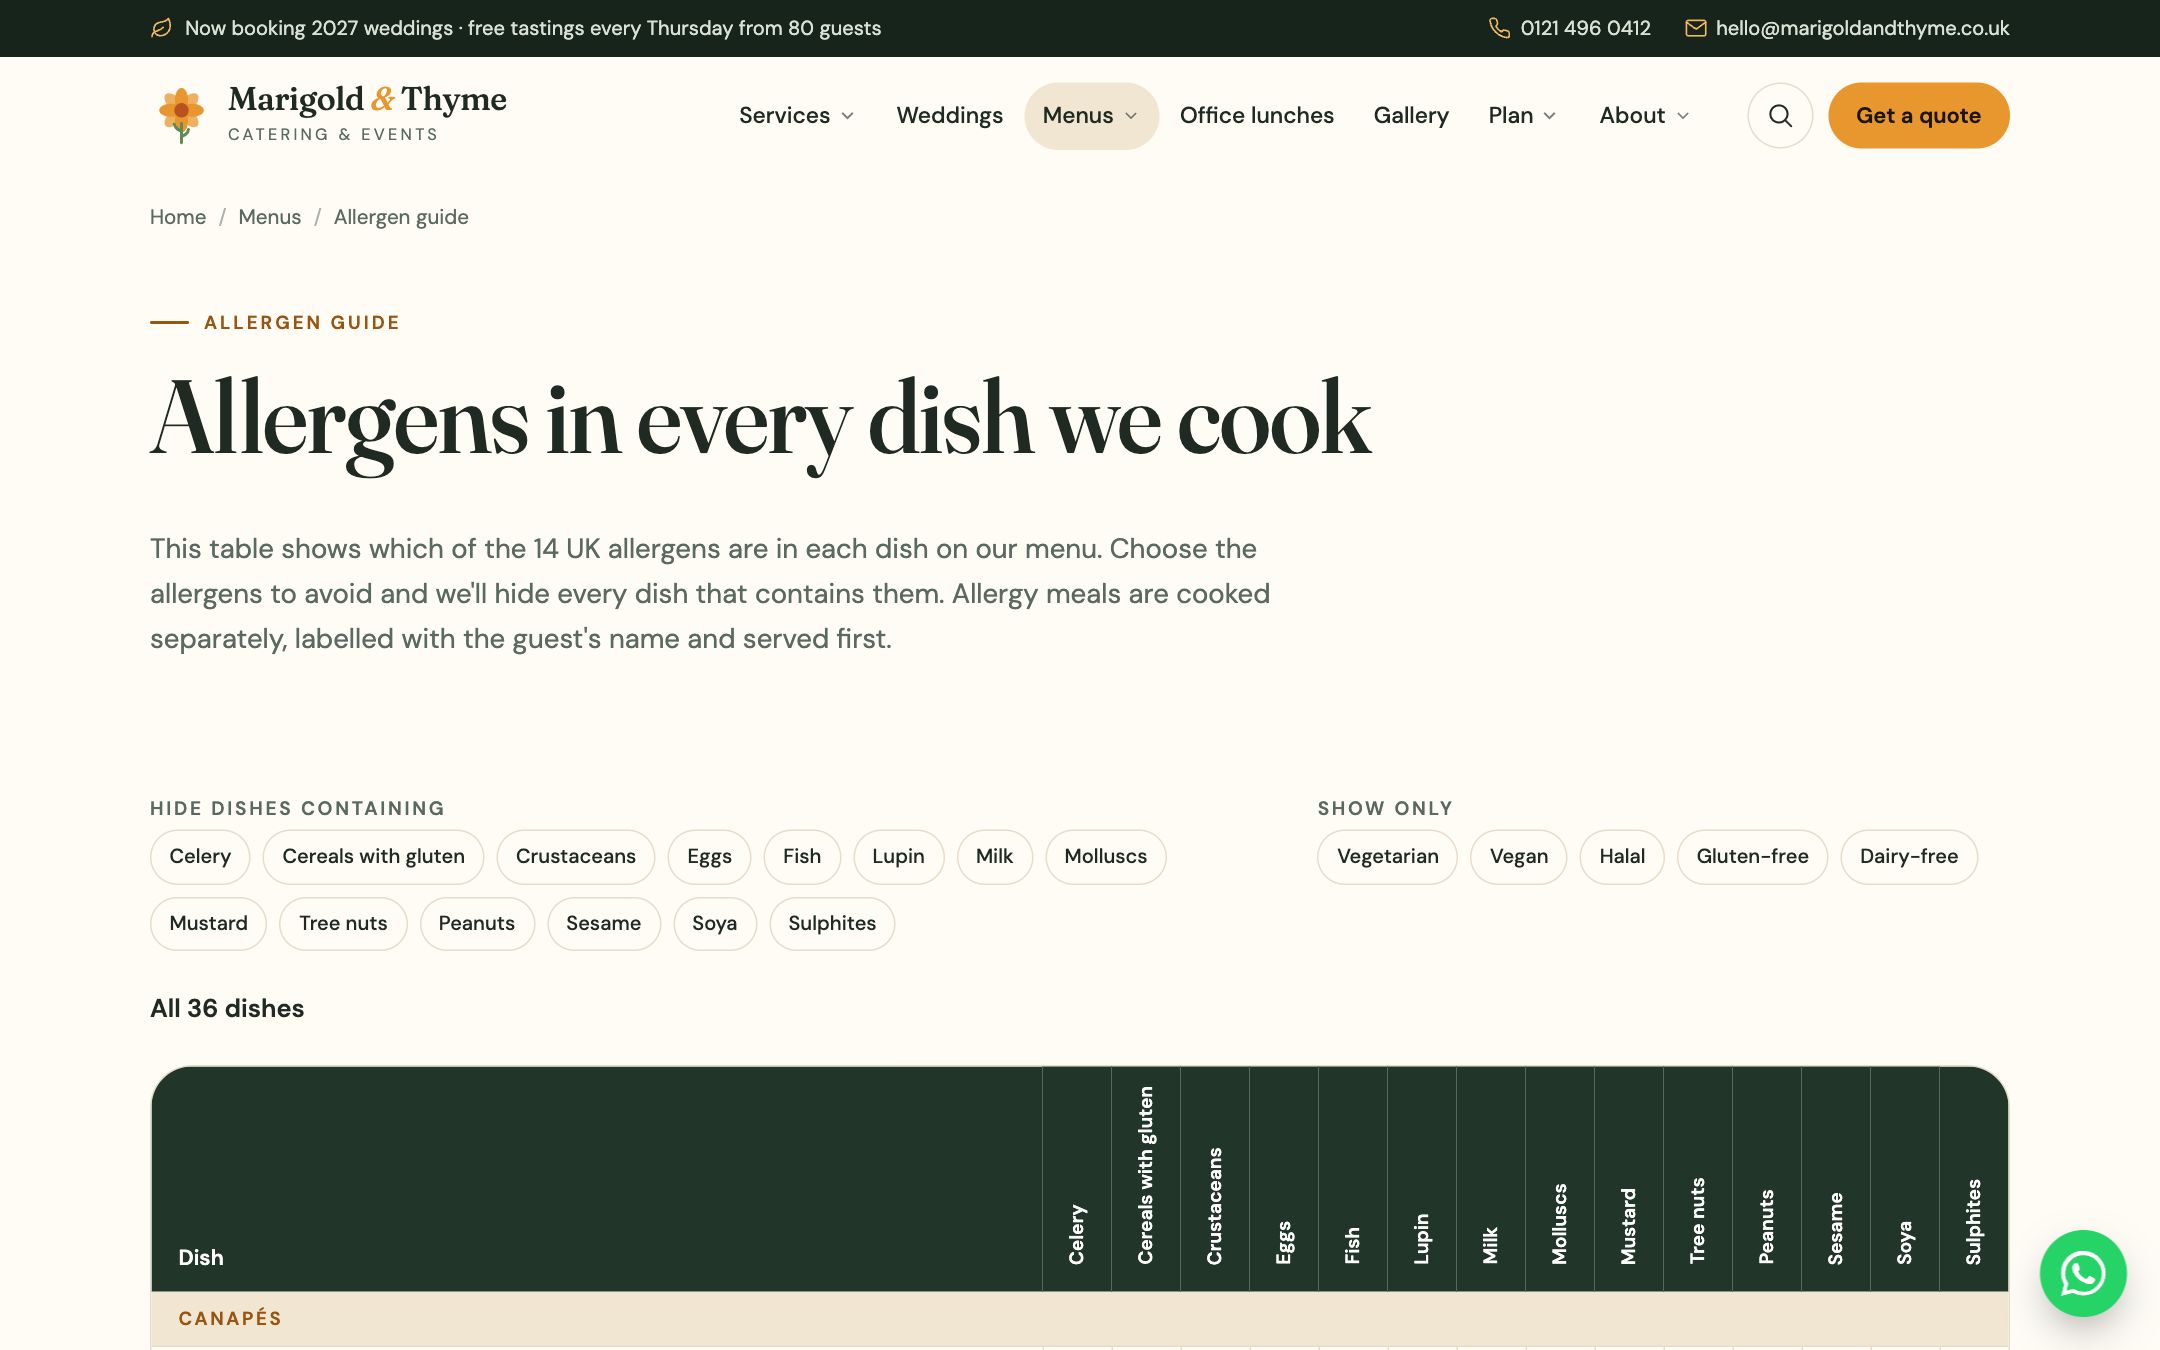 Now booking 2027 weddings · free tastings every Thursday from 80 guests
0121 496 0412
hello@marigoldandthyme.co.uk
Marigold & Thyme
CATERING & EVENTS
Services
Weddings
Menus
Office lunches
Gallery
Plan
About
Get a quote
Home / Menus / Allergen guide
ALLERGEN GUIDE
Allergens in every dish we cook
This table shows which of the 14 UK allergens are in each dish on our menu. Choose the
allergens to avoid and we'll hide every dish that contains them. Allergy meals are cooked
separately, labelled with the guest's name and served first.
HIDE DISHES CONTAINING
Celery
Cereals with gluten
Crustaceans
Eggs
Fish
Lupin
Milk
Molluscs
Mustard
Tree nuts
Peanuts
Sesame
Soya
Sulphites
SHOW ONLY
Vegetarian
Vegan
Halal
Gluten-free
Dairy-free
All 36 dishes
Dish
Celery
Cereals with gluten
Crustaceans
Eggs
Fish
Lupin
Milk
Molluscs
Mustard
Tree nuts
Peanuts
Sesame
Soya
Sulphites
CANAPÉS